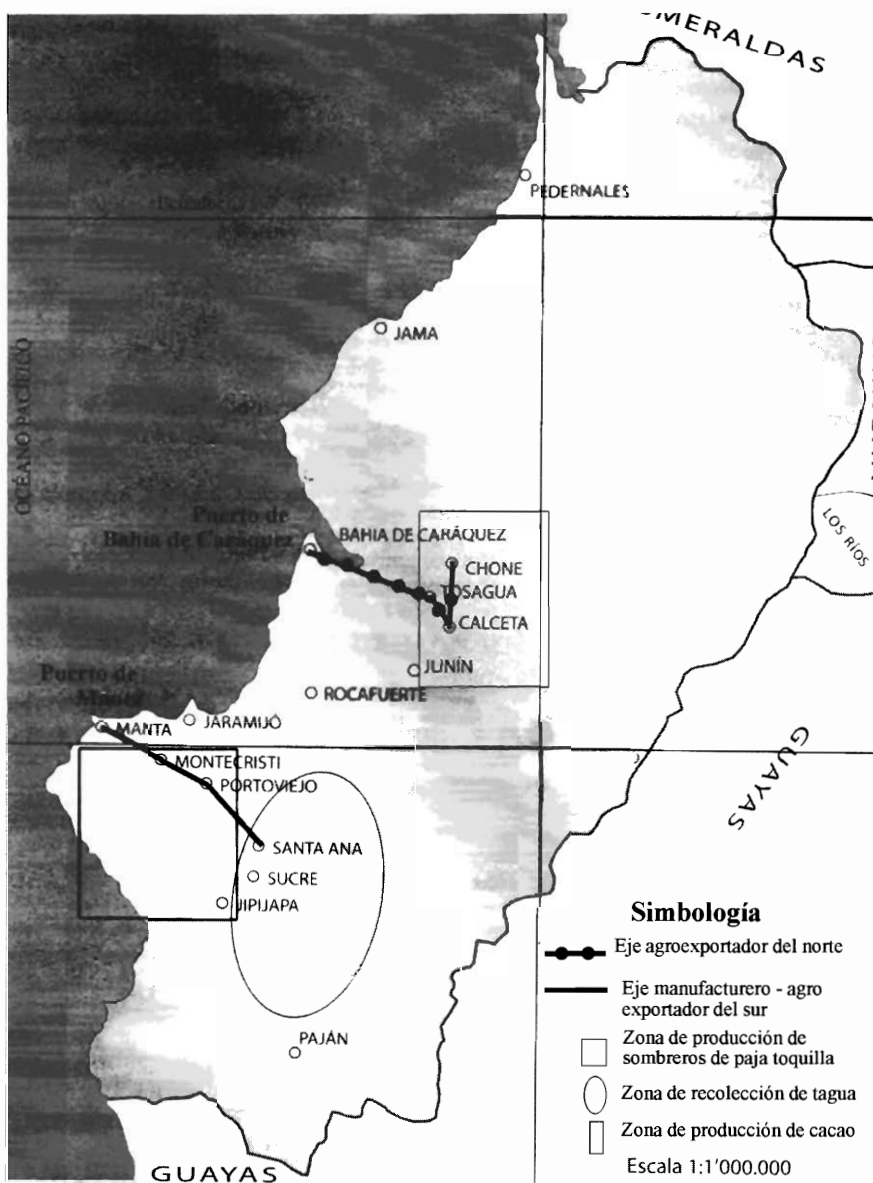 ESMERALDAS
PEDERNALES
JAMA
OCÉANO PACÍFICO
Puerto de
Bahía de Caráquez
BAHIA DE CARÁQUEZ
CHONE
TOSAGUA
CALCETA
LOS RÍOS
JUNÍN
ROCAFUERTE
Puerto de
Manta
JARAMIJÓ
MANTA
MONTECRISTI
PORTOVIEJO
GUAYAS
SANTA ANA
SUCRE
JIPIJAPA
PAJÁN
GUAYAS
Simbología
Eje agroexportador del norte
Eje manufacturero - agro
exportador del sur
Zona de producción de
sombreros de paja toquilla
Zona de recolección de tagua
Zona de producción de cacao
Escala 1:1'000.000